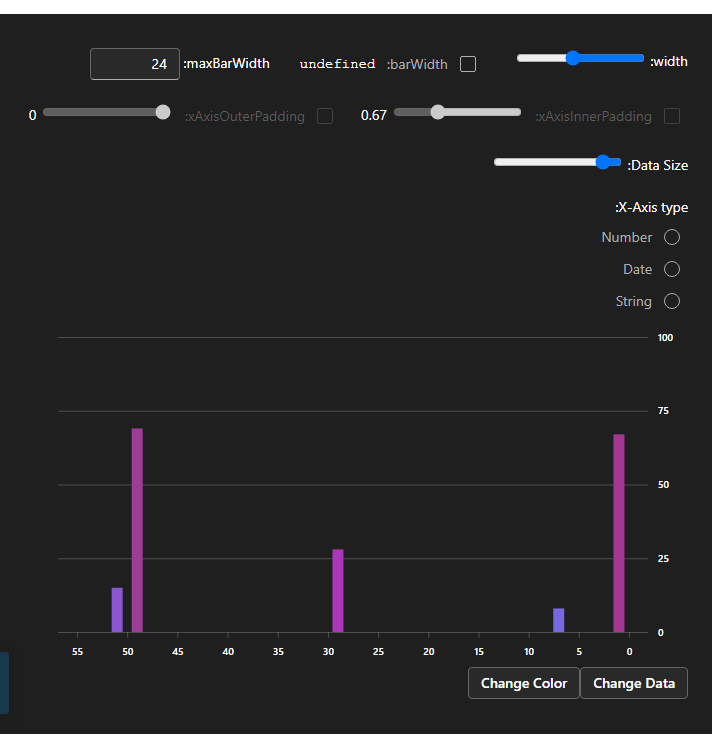 :width
undefined :barWidth
24 :maxBarWidth
0.67 :xAxisInnerPadding
0 :xAxisOuterPadding
:Data Size
:X-Axis type
Number
Date
String
100
75
50
25
0
55 50 45 40 35 30 25 20 15 10 5 0
Change Color Change Data